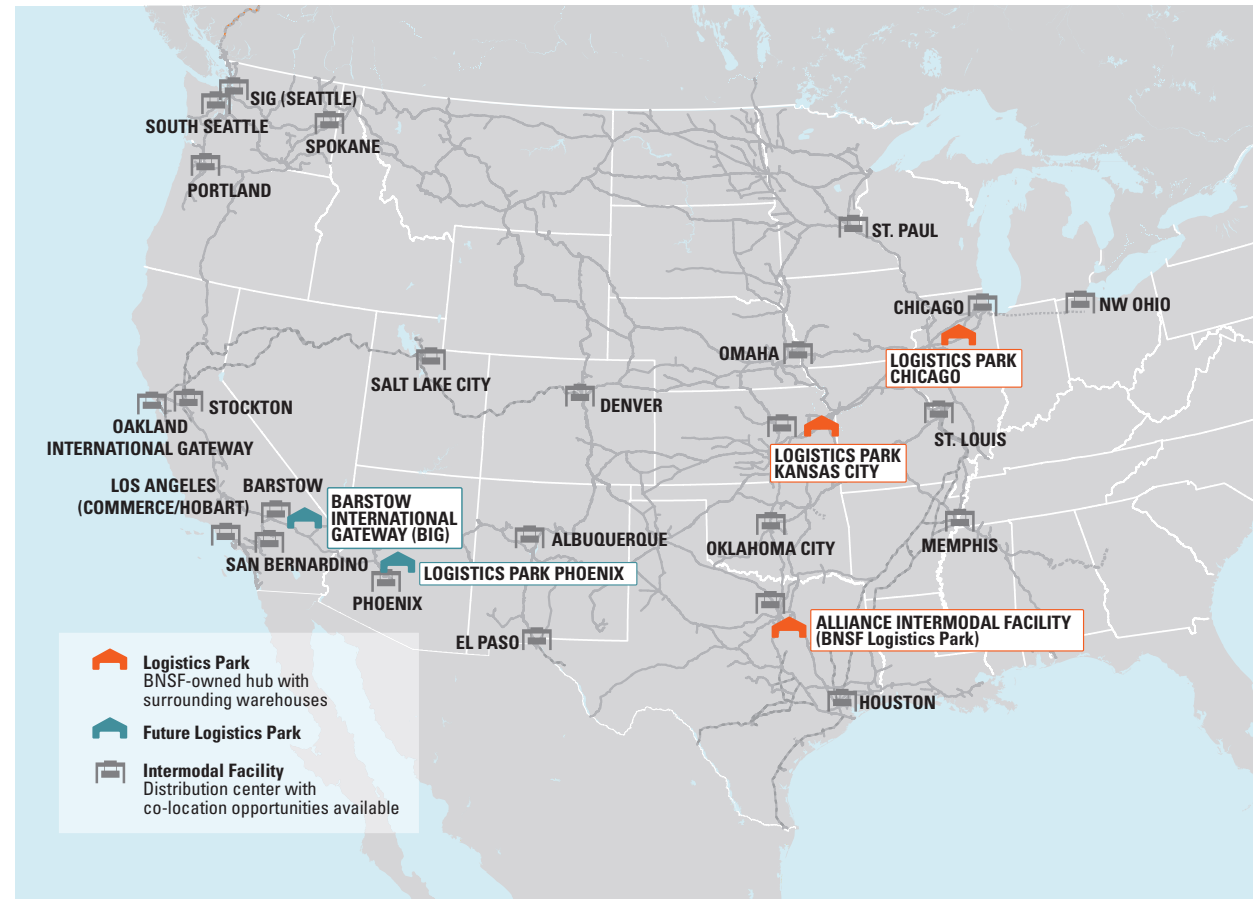 SIG (SEATTLE)
SOUTH SEATTLE
SPOKANE
PORTLAND
ST. PAUL
CHICAGO
NW OHIO
LOGISTICS PARK
CHICAGO
OMAHA
SALT LAKE CITY
DENVER
STOCKTON
OAKLAND
INTERNATIONAL GATEWAY
ST. LOUIS
LOGISTICS PARK
KANSAS CITY
LOS ANGELES
(COMMERCE/HOBART)
BARSTOW
BARSTOW
INTERNATIONAL
GATEWAY (BIG)
SAN BERNARDINO
ALBUQUERQUE
OKLAHOMA CITY
MEMPHIS
LOGISTICS PARK PHOENIX
PHOENIX
EL PASO
ALLIANCE INTERMODAL FACILITY
(BNSF Logistics Park)
HOUSTON
Logistics Park
BNSF-owned hub with
surrounding warehouses
Future Logistics Park
Intermodal Facility
Distribution center with
co-location opportunities available